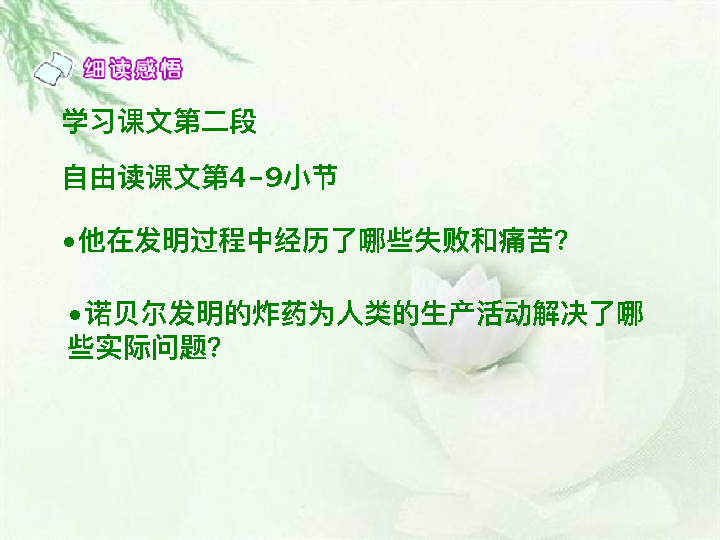 细读感悟
学习课文第二段
自由读课文第4-9小节
•他在发明过程中经历了哪些失败和痛苦?
•诺贝尔发明的炸药为人类的生产活动解决了哪
些实际问题?